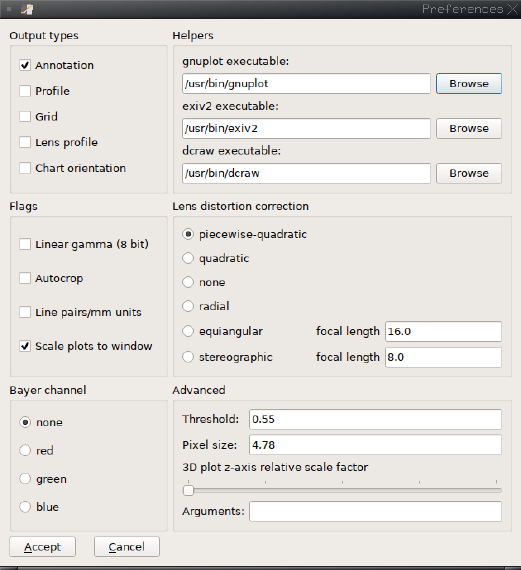 Preferences
Output types
Annotation
Profile
Grid
Lens profile
Chart orientation
Helpers
gnuplot executable:
/usr/bin/gnuplot Browse
exiv2 executable:
/usr/bin/exiv2 Browse
dcraw executable:
/usr/bin/dcraw Browse
Flags
Linear gamma (8 bit)
Autocrop
Line pairs/mm units
Scale plots to window
Lens distortion correction
piecewise-quadratic
quadratic
none
radial
equiangular focal length 16.0
stereographic focal length 8.0
Bayer channel
none
red
green
blue
Advanced
Threshold: 0.55
Pixel size: 4.78
3D plot z-axis relative scale factor
Arguments:
Accept Cancel